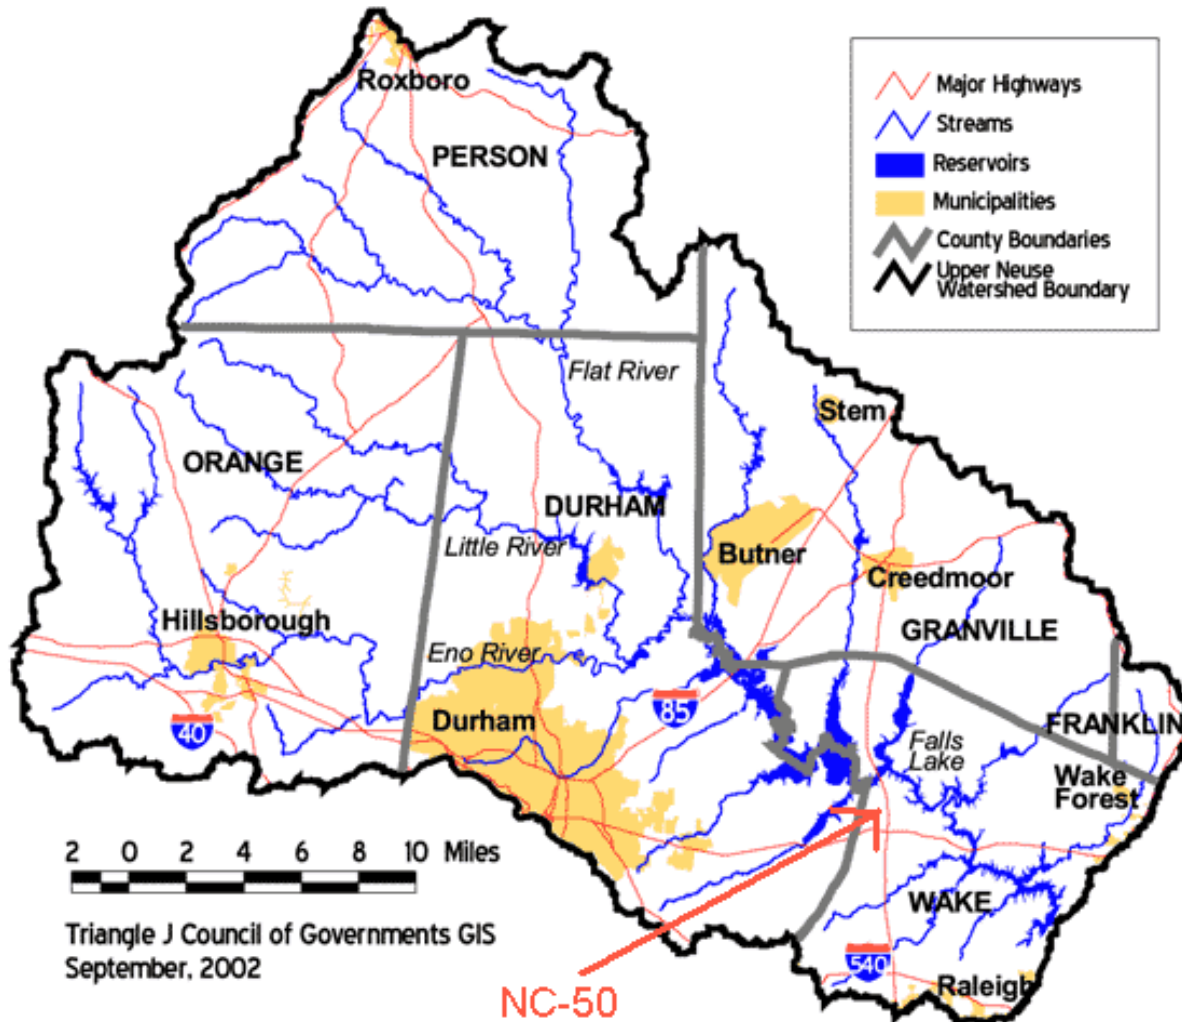 Roxboro
PERSON
Major Highways
Streams
Reservoirs
Municipalities
County Boundaries
Upper Neuse
Watershed Boundary
Flat River
Stem
ORANGE
DURHAM
Little River
Butner
Creedmoor
Hillsborough
GRANVILLE
Eno River
Durham
85
40
FRANKLIN
Falls
Lake
Wake
Forest
2 0 2 4 6 8 10 Miles
WAKE
Triangle J Council of Governments GIS
September, 2002
540
Raleigh
NC-50